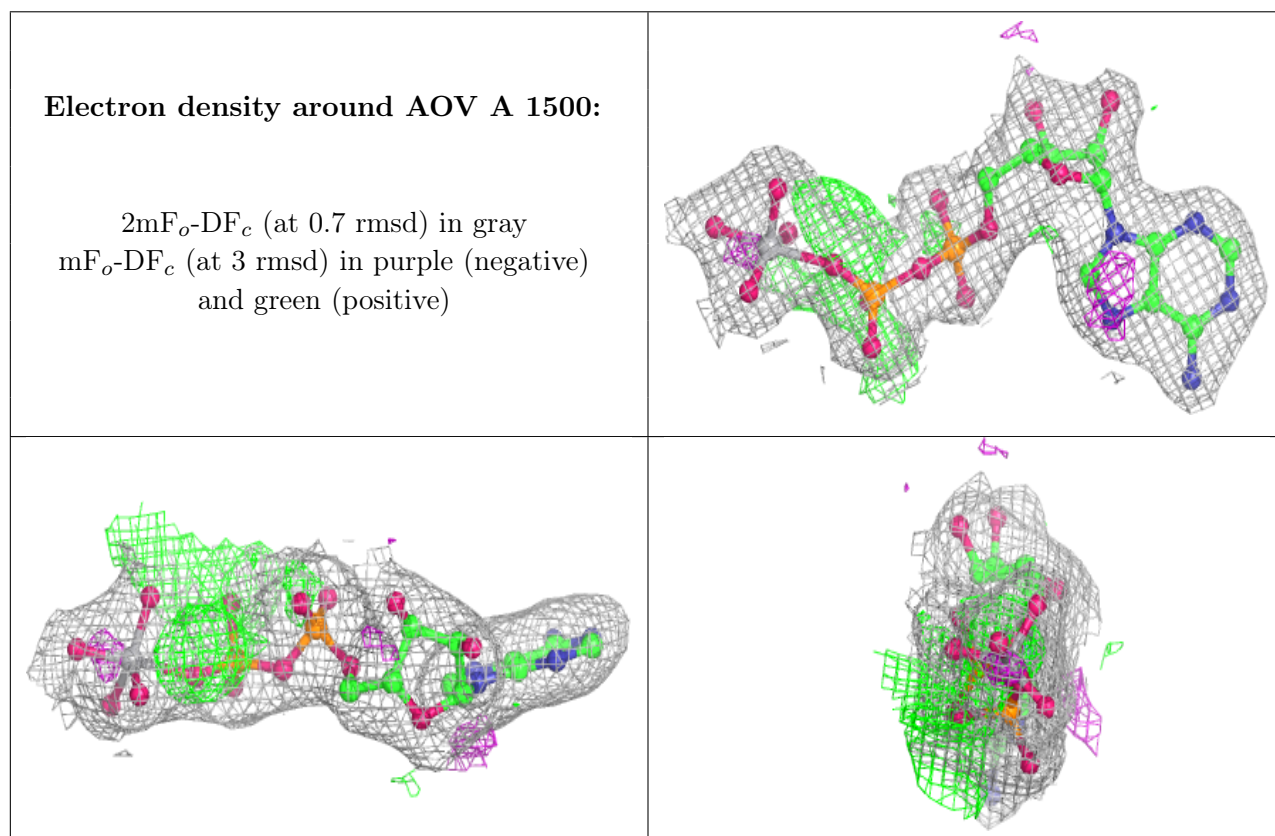 Electron density around AOV A 1500:
2mFo-DFc (at 0.7 rmsd) in gray
mFo-DFc (at 3 rmsd) in purple (negative)
and green (positive)